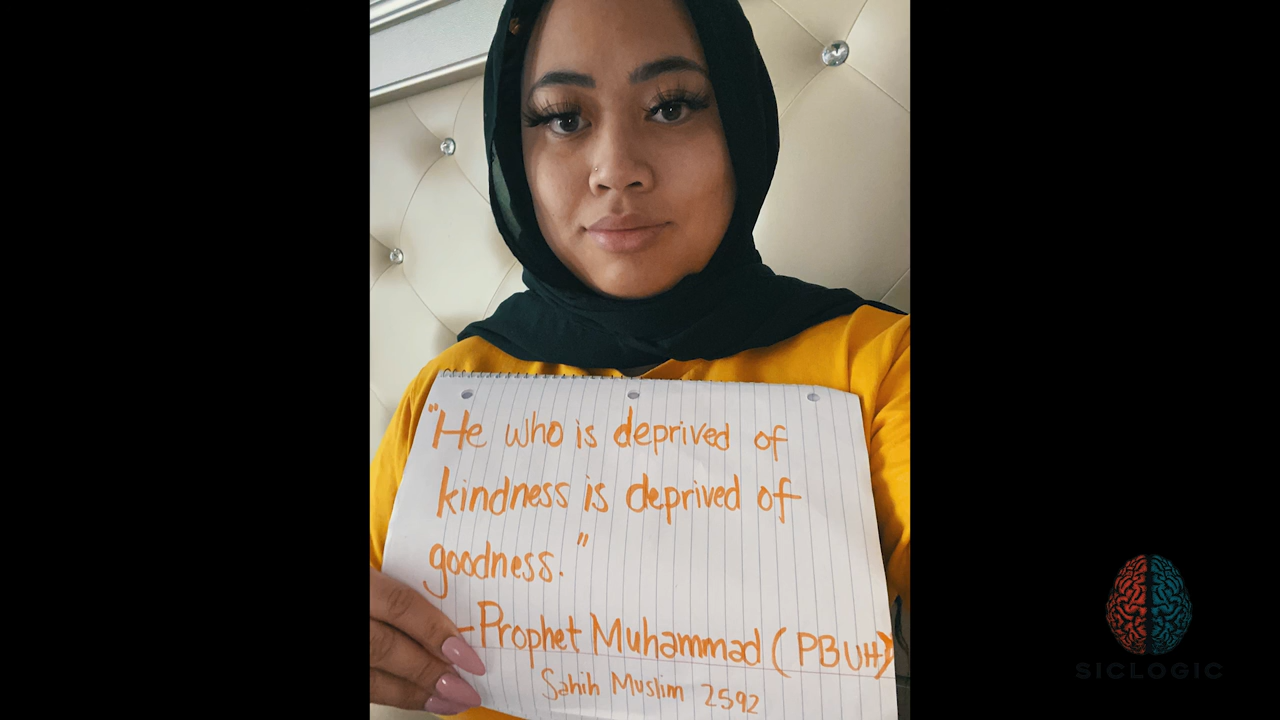 "He who is deprived of
kindness is deprived of
goodness."
-Prophet Muhammad (PBUH)
Sahih Muslim 2592
SICLOGIC